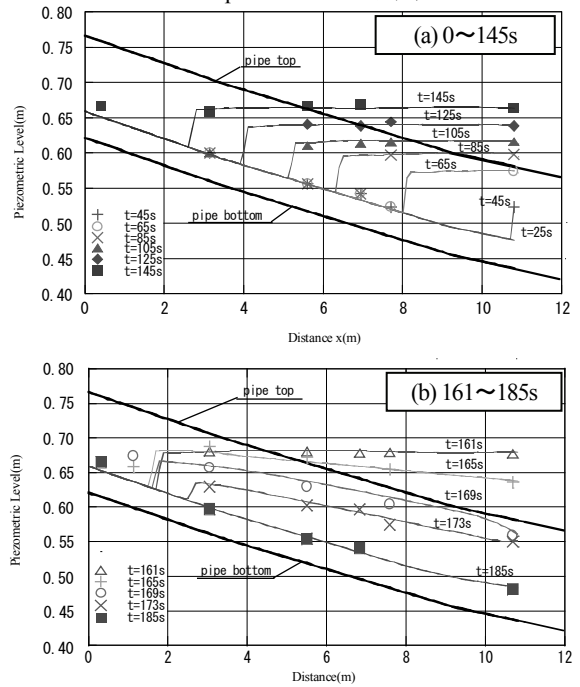 (a) 0～145s
0.80
0.75
0.70
0.65
0.60
0.55
0.50
0.45
0.40
Piezometric Level(m)
pipe top
t=145s
t=125s
t=105s
t=85s
t=65s
t=45s
t=25s
pipe bottom
t=45s
t=65s
t=85s
t=105s
t=125s
t=145s
0 2 4 6 8 10 12
Distance x(m)
(b) 161～185s
0.80
0.75
0.70
0.65
0.60
0.55
0.50
0.45
0.40
Piezometric Level(m)
pipe top
t=161s
t=165s
t=169s
t=173s
t=185s
pipe bottom
t=161s
t=165s
t=169s
t=173s
t=185s
0 2 4 6 8 10 12
Distance(m)